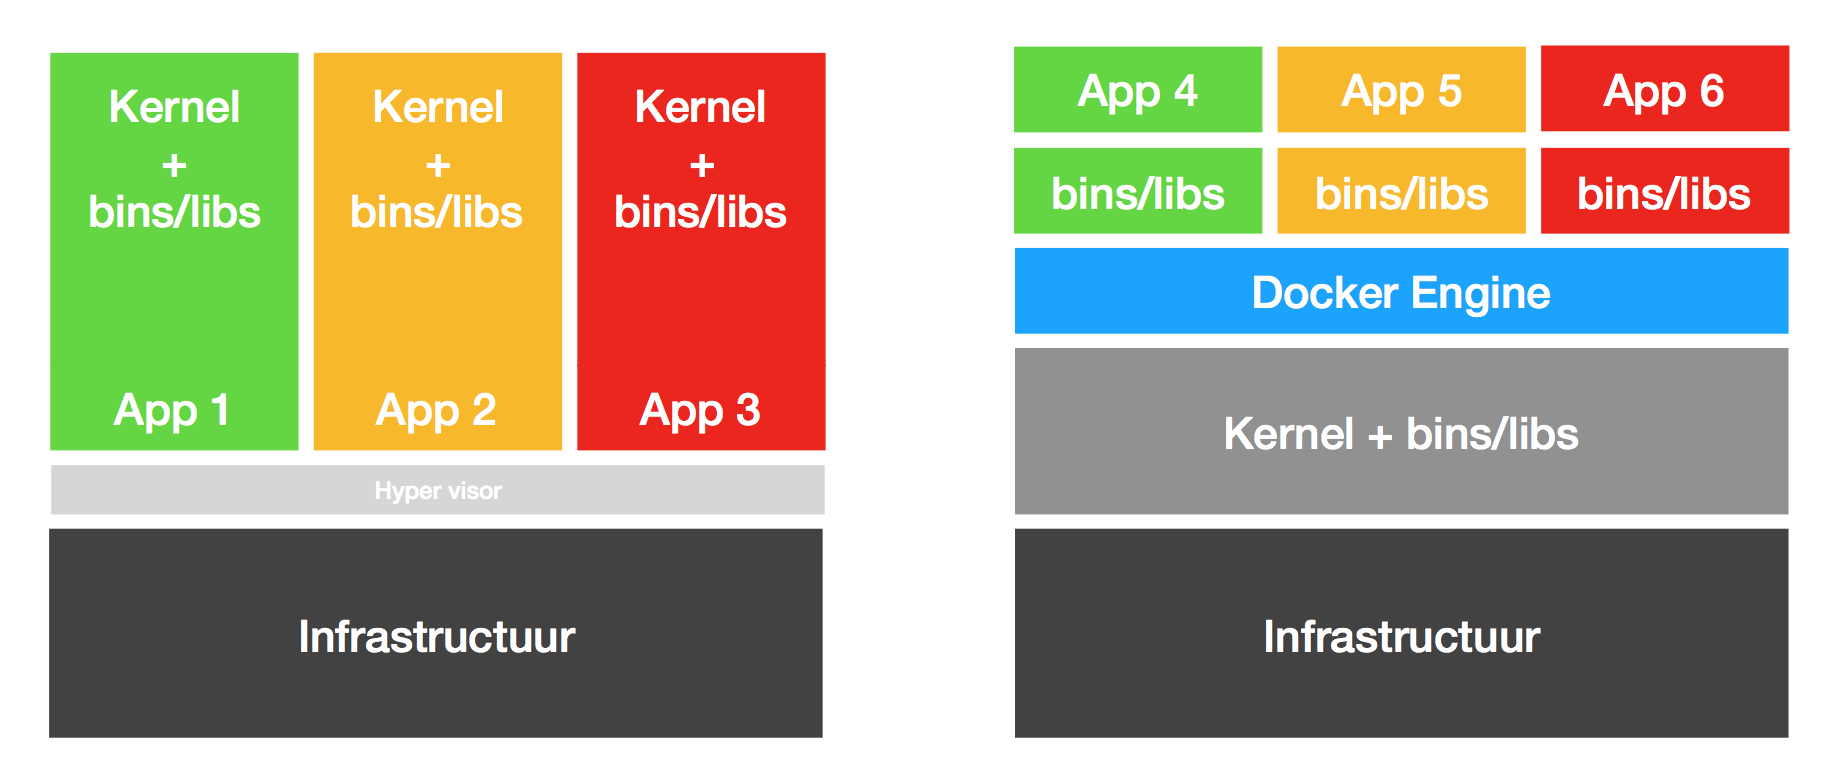 Kernel
+
bins/libs
App 1
Kernel
+
bins/libs
App 2
Kernel
+
bins/libs
App 3
Hyper visor
Infrastructuur
App 4
App 5
App 6
bins/libs
bins/libs
bins/libs
Docker Engine
Kernel + bins/libs
Infrastructuur